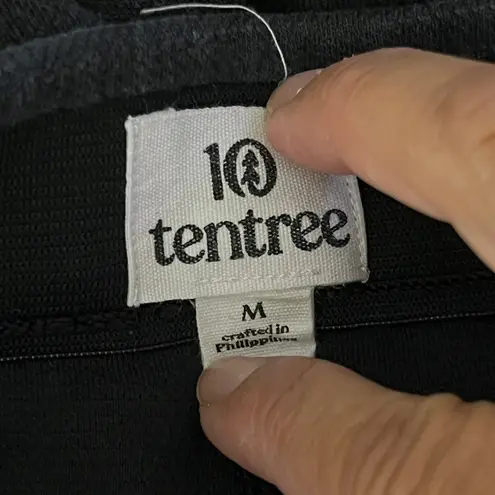 10
tentree
M
crafted in
Philippines